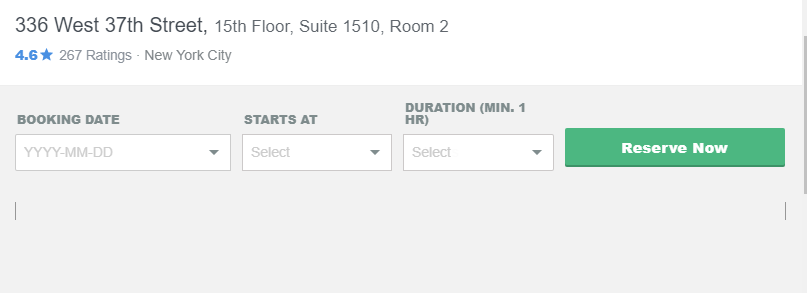 336 West 37th Street, 15th Floor, Suite 1510, Room 2
4.6★ 267 Ratings · New York City
BOOKING DATE
YYYY-MM-DD
STARTS AT
Select
DURATION (MIN. 1
HR)
Select
Reserve Now